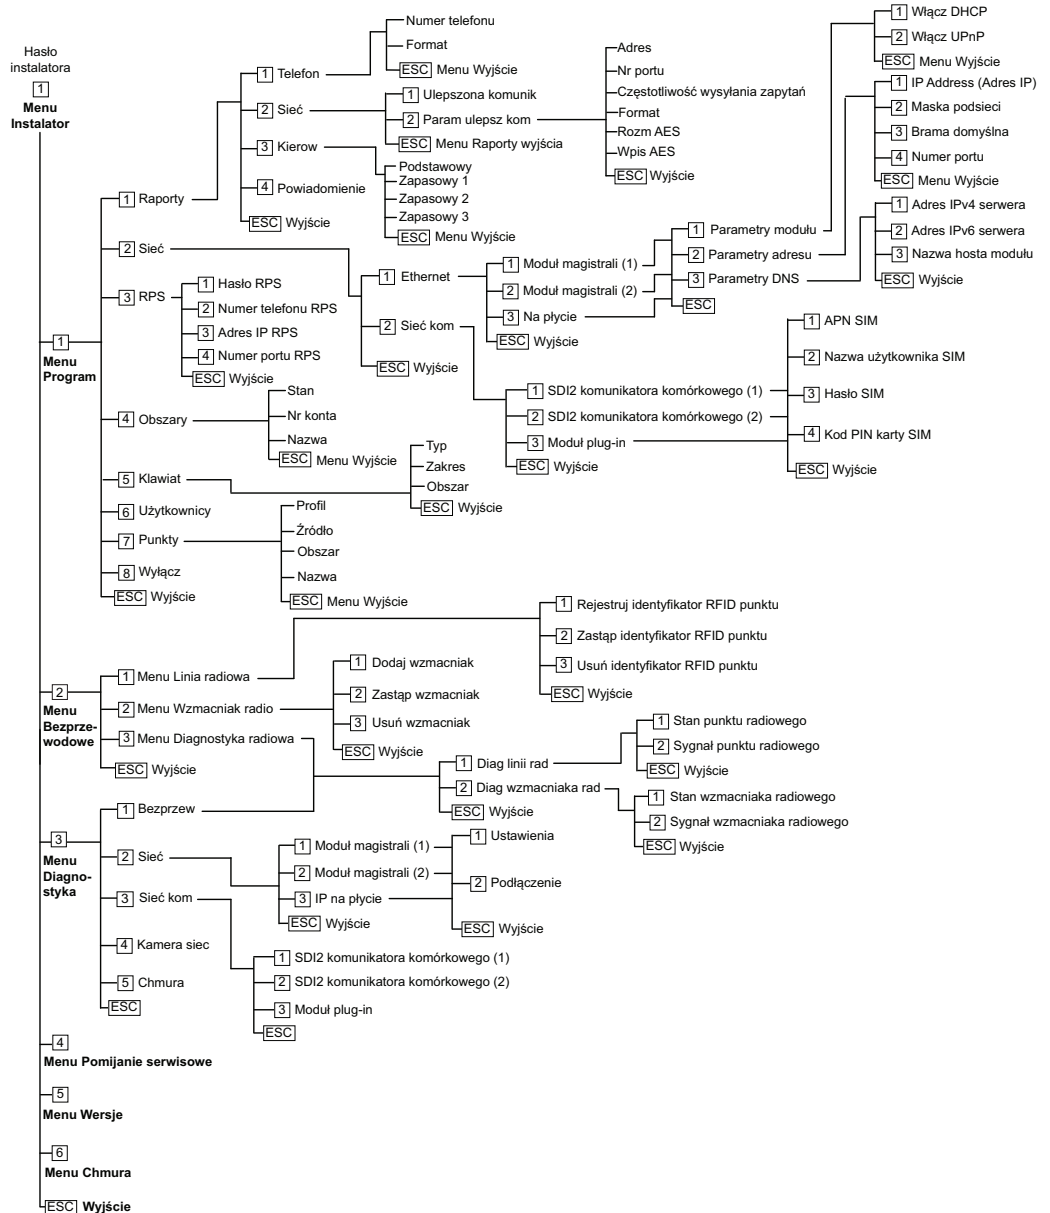 Hasło
instalatora
1
Menu
Instalator
1
Menu
Program
1 Raporty
1 Telefon
Numer telefonu
Format
ESC Menu Wyjście
2 Sieć
1 Ulepszona komunik
2 Param ulepsz kom
Adres
Nr portu
Częstotliwość wysyłania zapytań
Format
Rozm AES
Wpis AES
ESC Wyjście
ESC Menu Raporty wyjścia
3 Kierow
Podstawowy
Zapasowy 1
Zapasowy 2
Zapasowy 3
ESC Menu Wyjście
4 Powiadomienie
ESC Wyjście
2 Sieć
1 Ethernet
1 Moduł magistrali (1)
2 Moduł magistrali (2)
3 Na płycie
ESC Wyjście
1 Parametry modułu
1 Włącz DHCP
2 Włącz UPnP
ESC Menu Wyjście
2 Parametry adresu
1 IP Address (Adres IP)
2 Maska podsieci
3 Brama domyślna
4 Numer portu
ESC Menu Wyjście
3 Parametry DNS
1 Adres IPv4 serwera
2 Adres IPv6 serwera
3 Nazwa hosta modułu
ESC Wyjście
ESC
2 Sieć kom
1 SDI2 komunikatora komórkowego (1)
2 SDI2 komunikatora komórkowego (2)
3 Moduł plug-in
ESC Wyjście
1 APN SIM
2 Nazwa użytkownika SIM
3 Hasło SIM
4 Kod PIN karty SIM
ESC Wyjście
ESC Wyjście
3 RPS
1 Hasło RPS
2 Numer telefonu RPS
3 Adres IP RPS
4 Numer portu RPS
ESC Wyjście
4 Obszary
Stan
Nr konta
Nazwa
ESC Menu Wyjście
5 Klawiat
Typ
Zakres
Obszar
ESC Wyjście
6 Użytkownicy
7 Punkty
Profil
Źródło
Obszar
Nazwa
ESC Menu Wyjście
8 Wyłącz
ESC Wyjście
2
Menu
Bezprze-
wodowe
1 Menu Linia radiowa
1 Rejestruj identyfikator RFID punktu
2 Zastąp identyfikator RFID punktu
3 Usuń identyfikator RFID punktu
ESC Wyjście
2 Menu Wzmacniak radio
1 Dodaj wzmacniak
2 Zastąp wzmacniak
3 Usuń wzmacniak
ESC Wyjście
3 Menu Diagnostyka radiowa
ESC Wyjście
3
Menu
Diagno-
styka
1 Bezprzew
1 Diag linii rad
1 Stan punktu radiowego
2 Sygnał punktu radiowego
ESC Wyjście
2 Diag wzmacniaka rad
1 Stan wzmacniaka radiowego
2 Sygnał wzmacniaka radiowego
ESC Wyjście
ESC Wyjście
2 Sieć
1 Moduł magistrali (1)
2 Moduł magistrali (2)
3 IP na płycie
ESC Wyjście
1 Ustawienia
2 Podłączenie
ESC Wyjście
3 Sieć kom
1 SDI2 komunikatora komórkowego (1)
2 SDI2 komunikatora komórkowego (2)
3 Moduł plug-in
ESC
4 Kamera siec
5 Chmura
ESC
4
Menu Pomijanie serwisowe
5
Menu Wersje
6
Menu Chmura
ESC Wyjście